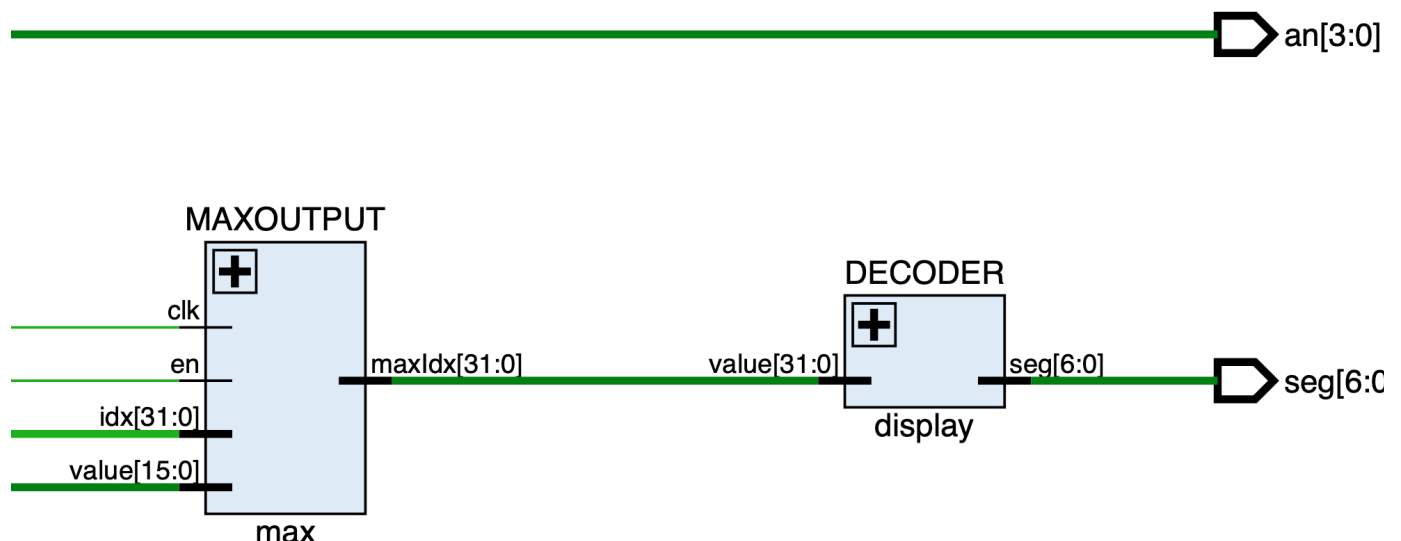 an[3:0]
MAXOUTPUT
DECODER
clk
en
maxIdx[31:0]
value[31:0]
seg[6:0]
seg[6:0
idx[31:0]
display
value[15:0]
max